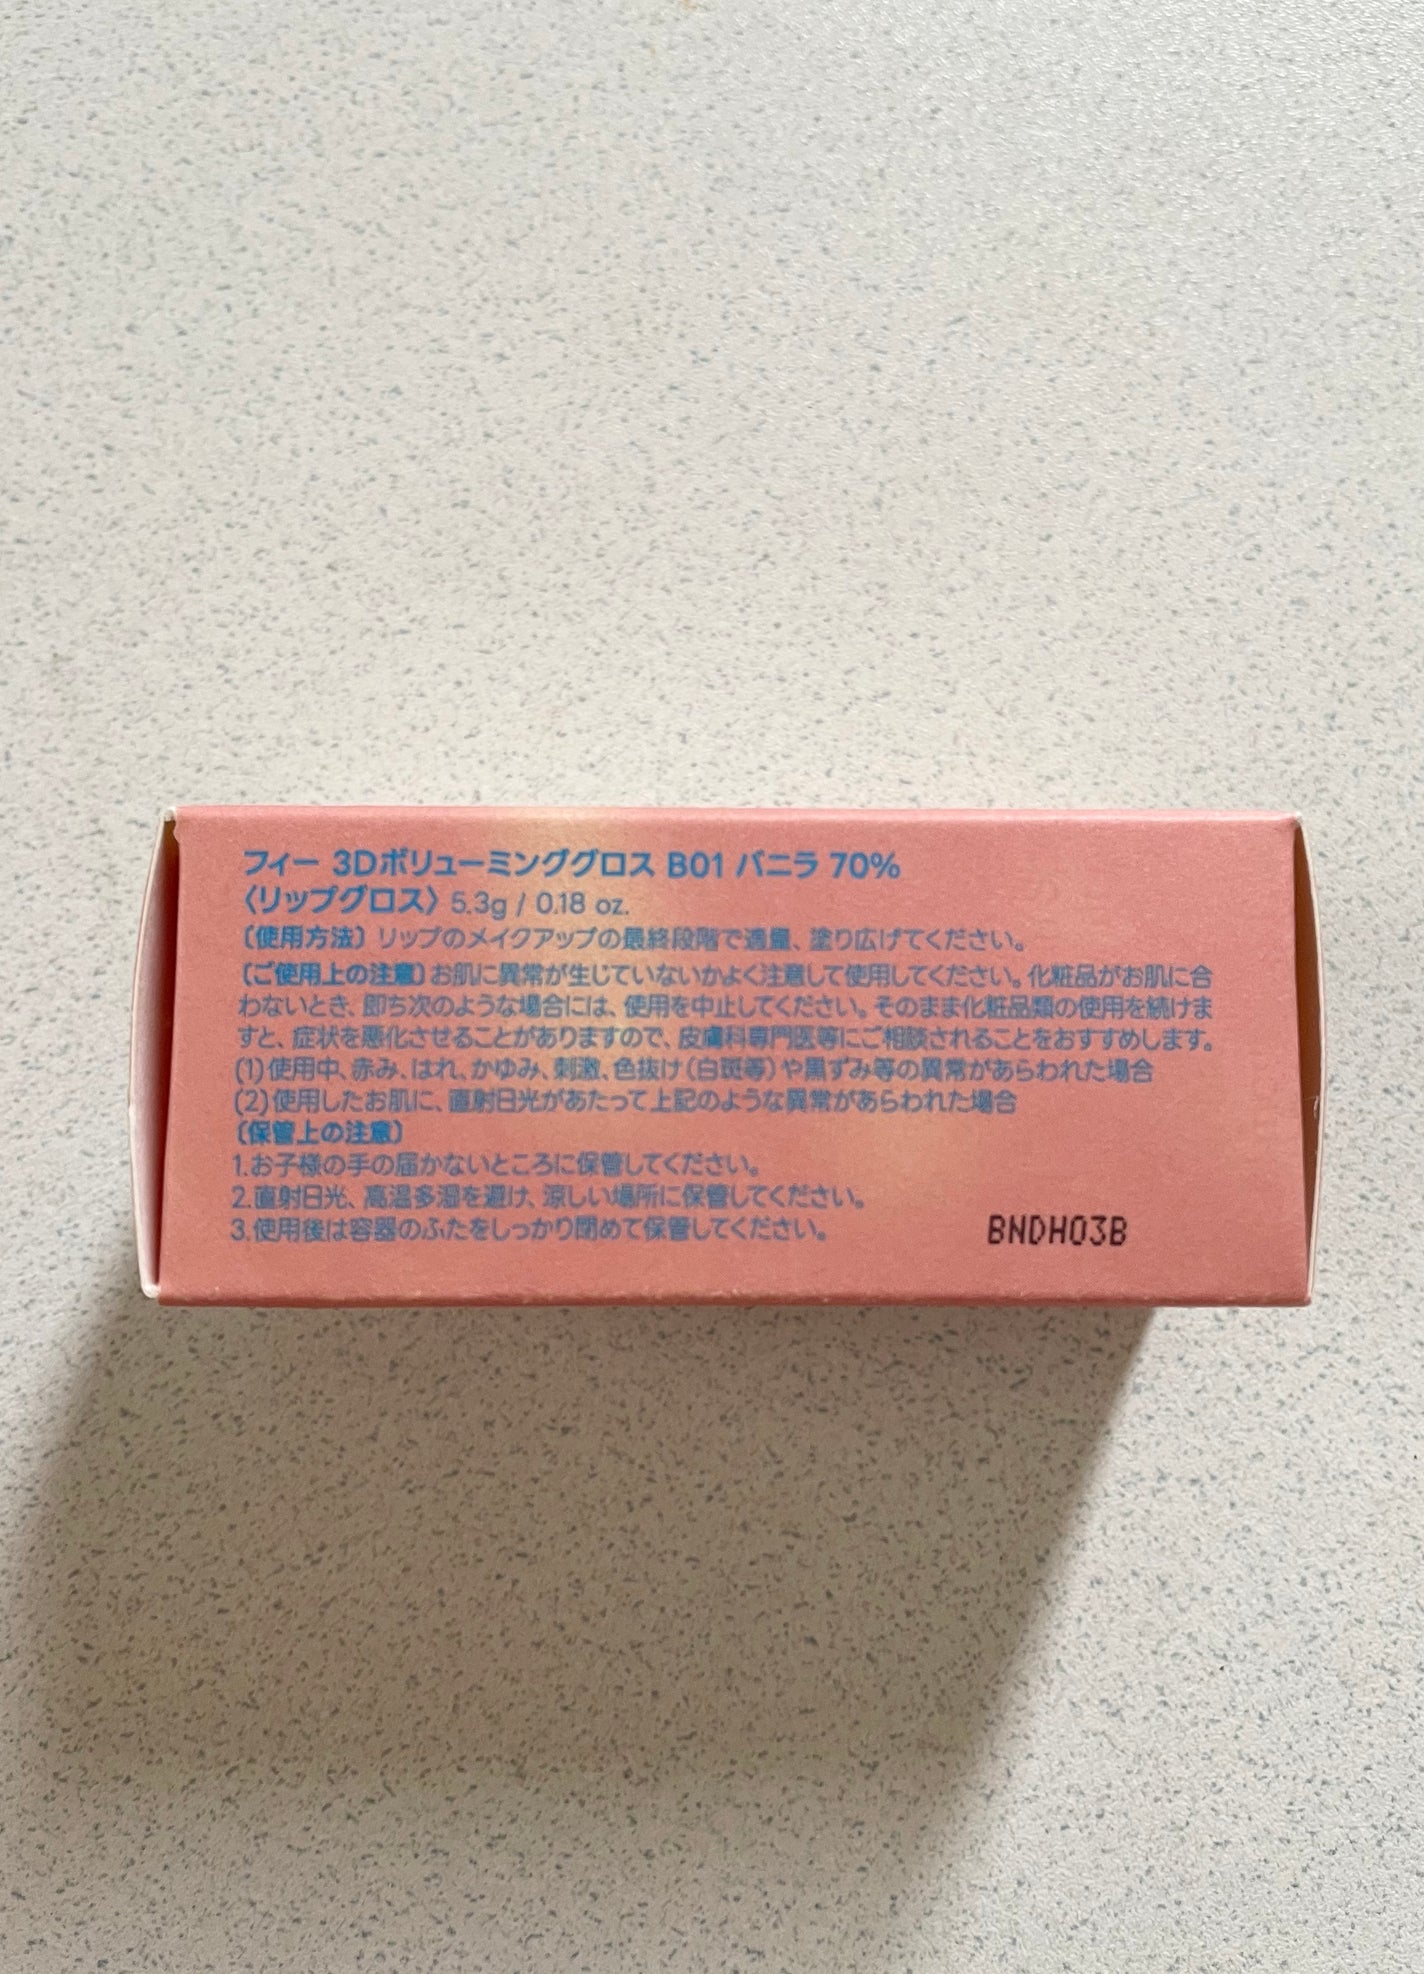 フィー 3Dボリューミンググロス B01 バニラ 70%
〈リップグロス〉 5.3g / 0.18 oz.
〔使用方法〕 リップのメイクアップの最終段階で適量、塗り広げてください。
〔ご使用上の注意〕お肌に異常が生じていないかよく注意して使用してください。化粧品がお肌に合
わないとき、即ち次のような場合には、使用を中止してください。そのまま化粧品類の使用を続けま
すと、症状を悪化させることがありますので、皮膚科専門医等にご相談されることをおすすめします。
(1)使用中、赤み、はれ、かゆみ、刺激、色抜け(白斑等)や黒ずみ等の異常があらわれた場合
(2)使用したお肌に、直射日光があたって上記のような異常があらわれた場合
〔保管上の注意〕
1.お子様の手の届かないところに保管してください。
2.直射日光、高温多湿を避け、涼しい場所に保管してください。
3.使用後は容器のふたをしっかり閉めて保管してください。
BNDH03B